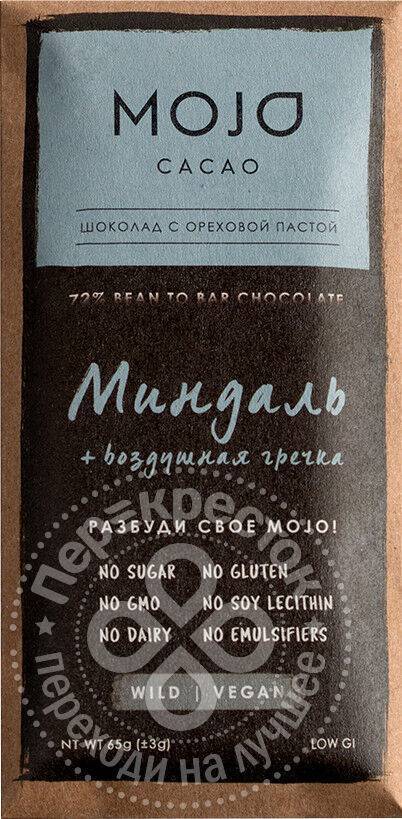 MOJO
CACAO
ШОКОЛАД С ОРЕХОВОЙ ПАСТОЙ
72% BEAN TO BAR CHOCOLATE
Миндаль
+ воздушная гречка
РАЗБУДИ СВОЕ MOJO!
NO SUGAR NO GLUTEN
NO GMO NO SOY LECITHIN
NO DAIRY NO EMULSIFIERS
WILD | VEGAN
NT WT 65g (±3g) LOW GI
Перекресток
переходи на лучшее